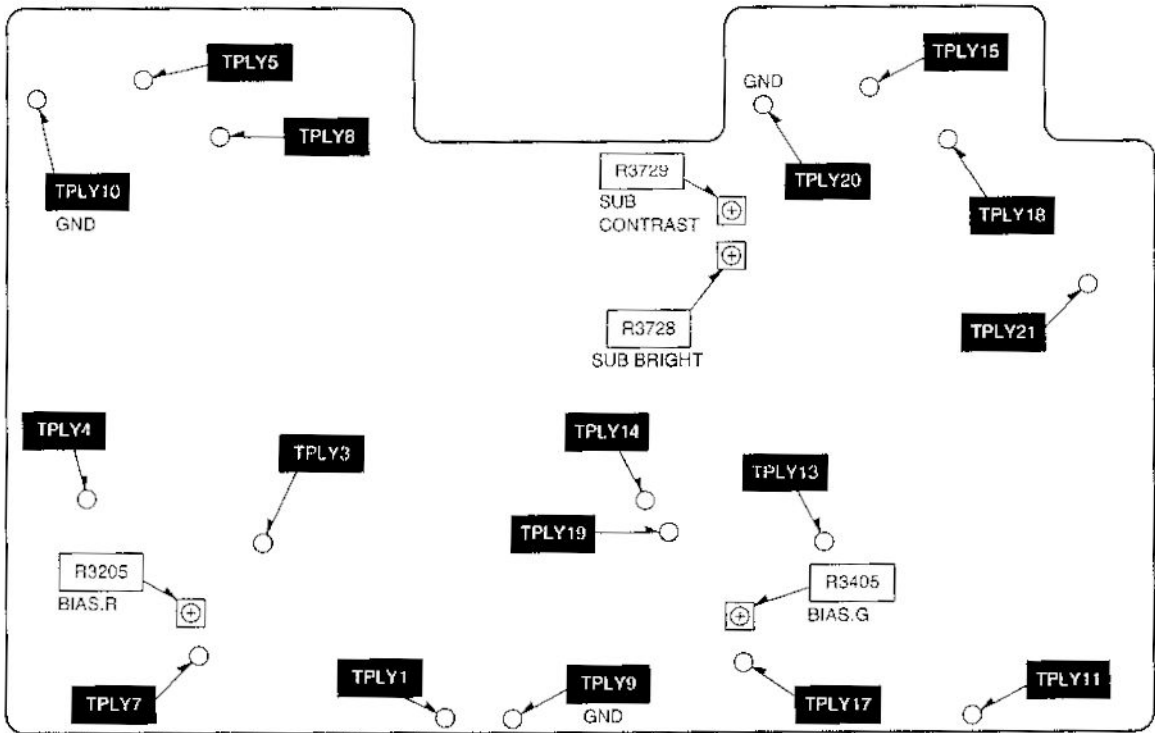 TPLY5
TPLY15
GND
TPLY8
R3729
TPLY20
TPLY10
SUB
GND
CONTRAST
TPLY18
R3728
TPLY21
SUB BRIGHT
TPLY4
TPLY14
TPLY3
TPLY13
TPLY19
R3205
R3405
BIAS.R
BIAS.G
TPLY1
TPLY9
TPLY11
TPLY7
TPLY17
GND